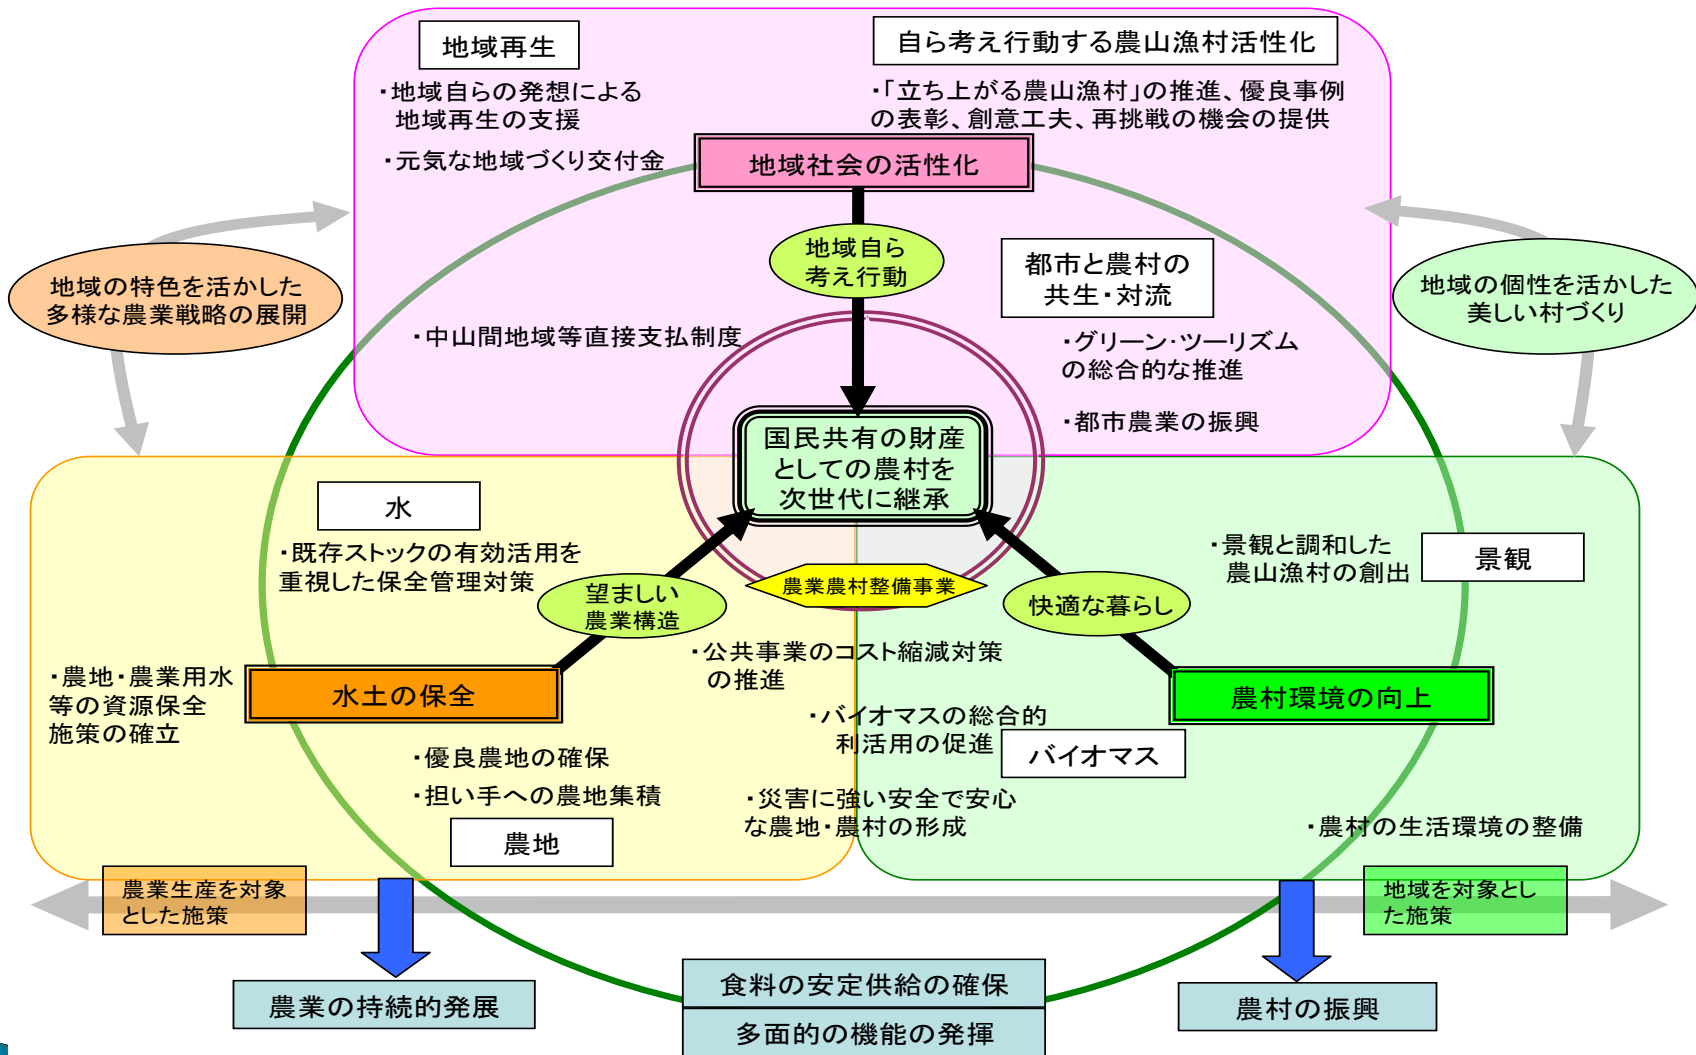 地域再生
自ら考え行動する農山漁村活性化
・地域自らの発想による
地域再生の支援
・元気な地域づくり交付金
・「立ち上がる農山漁村」の推進、優良事例
の表彰、創意工夫、再挑戦の機会の提供
地域社会の活性化
地域自ら
考え行動
都市と農村の
共生・対流
地域の特色を活かした
多様な農業戦略の展開
地域の個性を活かした
美しい村づくり
・中山間地域等直接支払制度
・グリーン・ツーリズム
の総合的な推進
・都市農業の振興
国民共有の財産
としての農村を
次世代に継承
水
・既存ストックの有効活用を
重視した保全管理対策
望ましい
農業構造
農業農村整備事業
快適な暮らし
・景観と調和した
農山漁村の創出
景観
・農地・農業用水
等の資源保全
施策の確立
水土の保全
・公共事業のコスト縮減対策
の推進
農村環境の向上
・バイオマスの総合的
利活用の促進
バイオマス
・優良農地の確保
・担い手への農地集積
農地
・災害に強い安全で安心
な農地・農村の形成
・農村の生活環境の整備
農業生産を対象
とした施策
地域を対象とし
た施策
農業の持続的発展
食料の安定供給の確保
多面的の機能の発揮
農村の振興